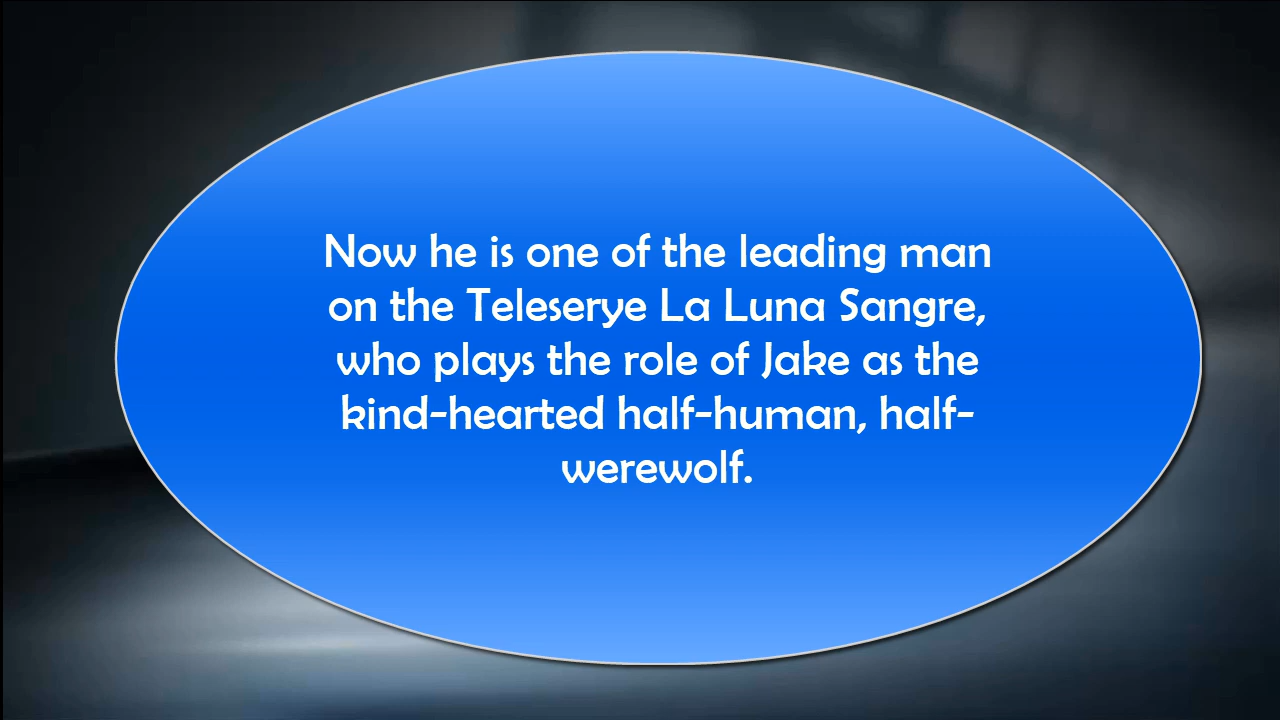 Now he is one of the leading man
on the Teleserye La Luna Sangre,
who plays the role of Jake as the
kind-hearted half-human, half-
werewolf.